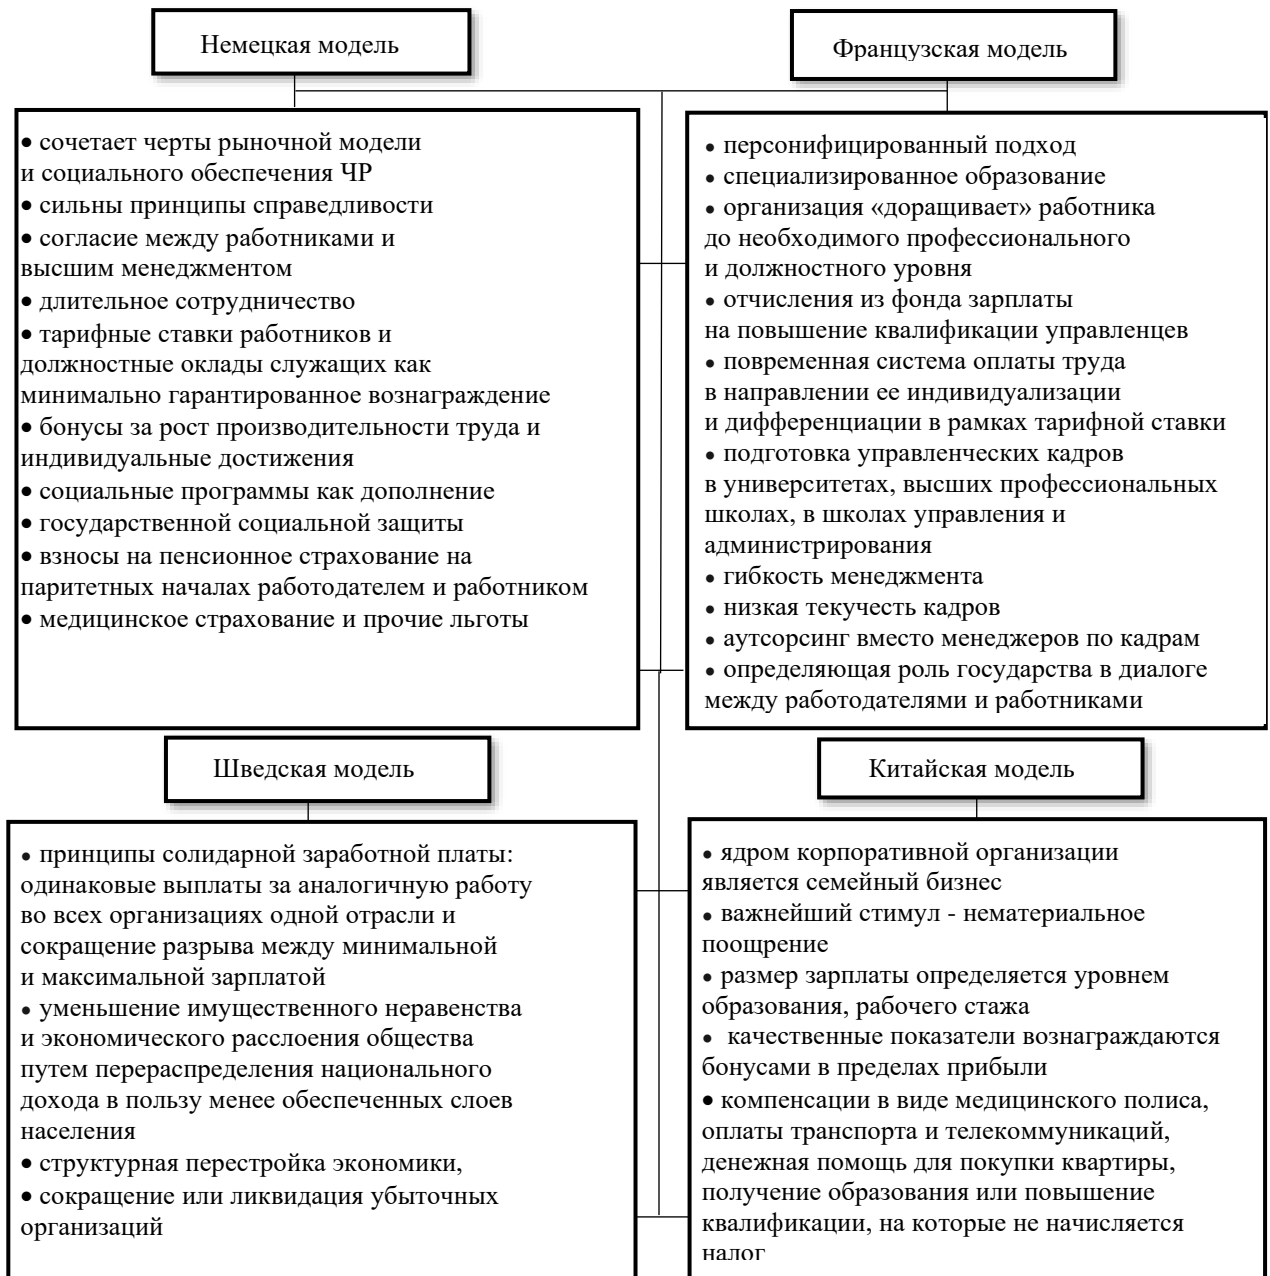 Немецкая модель
• сочетает черты рыночной модели
и социального обеспечения ЧР
• сильны принципы справедливости
• согласие между работниками и
высшим менеджментом
• длительное сотрудничество
• тарифные ставки работников и
должностные оклады служащих как
минимально гарантированное вознаграждение
• бонусы за рост производительности труда и
индивидуальные достижения
• социальные программы как дополнение
• государственной социальной защиты
• взносы на пенсионное страхование на
паритетных началах работодателем и работником
• медицинское страхование и прочие льготы
Французская модель
• персонифицированный подход
• специализированное образование
• организация «доращивает» работника
до необходимого профессионального
и должностного уровня
• отчисления из фонда зарплаты
на повышение квалификации управленцев
• повременная система оплаты труда
в направлении ее индивидуализации
и дифференциации в рамках тарифной ставки
• подготовка управленческих кадров
в университетах, высших профессиональных
школах, в школах управления и
администрирования
• гибкость менеджмента
• низкая текучесть кадров
• аутсорсинг вместо менеджеров по кадрам
• определяющая роль государства в диалоге
между работодателями и работниками
Шведская модель
• принципы солидарной заработной платы:
одинаковые выплаты за аналогичную работу
во всех организациях одной отрасли и
сокращение разрыва между минимальной
и максимальной зарплатой
• уменьшение имущественного неравенства
и экономического расслоения общества
путем перераспределения национального
дохода в пользу менее обеспеченных слоев
населения
• структурная перестройка экономики,
• сокращение или ликвидация убыточных
организаций
Китайская модель
• ядром корпоративной организации
является семейный бизнес
• важнейший стимул - нематериальное
поощрение
• размер зарплаты определяется уровнем
образования, рабочего стажа
• качественные показатели вознаграждаются
бонусами в пределах прибыли
• компенсации в виде медицинского полиса,
оплаты транспорта и телекоммуникаций,
денежная помощь для покупки квартиры,
получение образования или повышение
квалификации, на которые не начисляется
налог